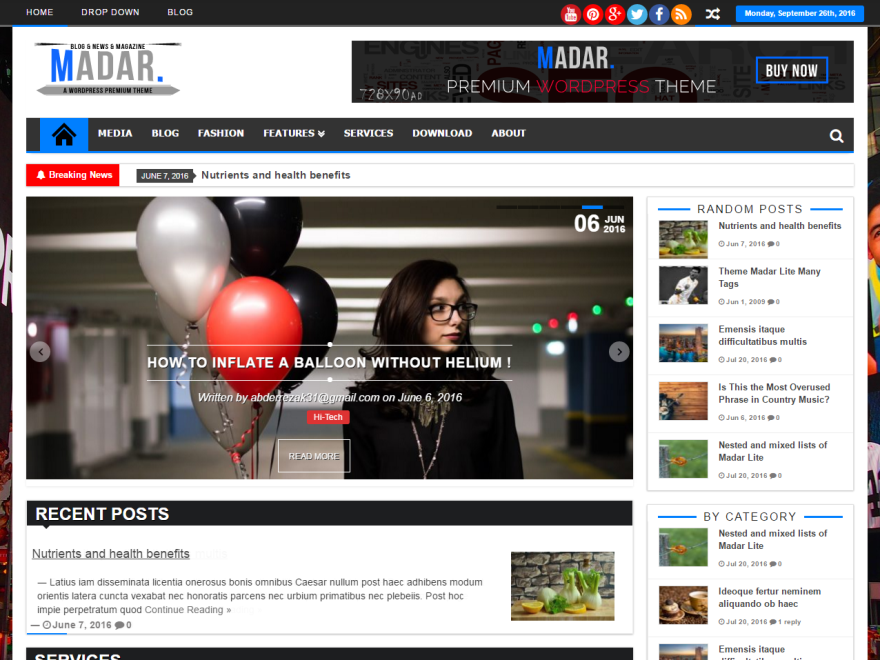 HOME DROP DOWN BLOG
You Tube
Monday, September 26th, 2016
BLOG & NEWS & MAGAZINE
MADAR.
A WORDPRESS PREMIUM THEME
MADAR.
PREMIUM WORDPRESS THEME
728X90AD
BUY NOW
MEDIA BLOG FASHION FEATURES SERVICES DOWNLOAD ABOUT
Breaking News
JUNE 7, 2016 Nutrients and health benefits
06 JUN 2016
HOW TO INFLATE A BALLOON WITHOUT HELIUM !
Written by abderrezak31@gmail.com on June 6, 2016
Hi-Tech
READ MORE
RANDOM POSTS
Nutrients and health benefits
Jun 7, 2016 0
Theme Madar Lite Many
Tags
Jun 1, 2009 0
Emensis itaque
difficultatibus multis
Jul 20, 2016 0
Is This the Most Overused
Phrase in Country Music?
Jun 6, 2016 0
Nested and mixed lists of
Madar Lite
Jul 20, 2016 0
RECENT POSTS
Nutrients and health benefits
— Latius iam disseminata licentia onerosus bonis omnibus Caesar nullum post haec adhibens modum
orientis latera cuncta vexabat nec honoratis parcens nec urbium primatibus nec plebeiis. Post hoc
impie perpetratum quod Continue Reading »
— June 7, 2016 0
SERVICES
BY CATEGORY
Nested and mixed lists of
Madar Lite
Jul 20, 2016 0
Ideoque fertur neminem
aliquando ob haec
Jul 20, 2016 1 reply
Emensis itaque
difficultatibus multis